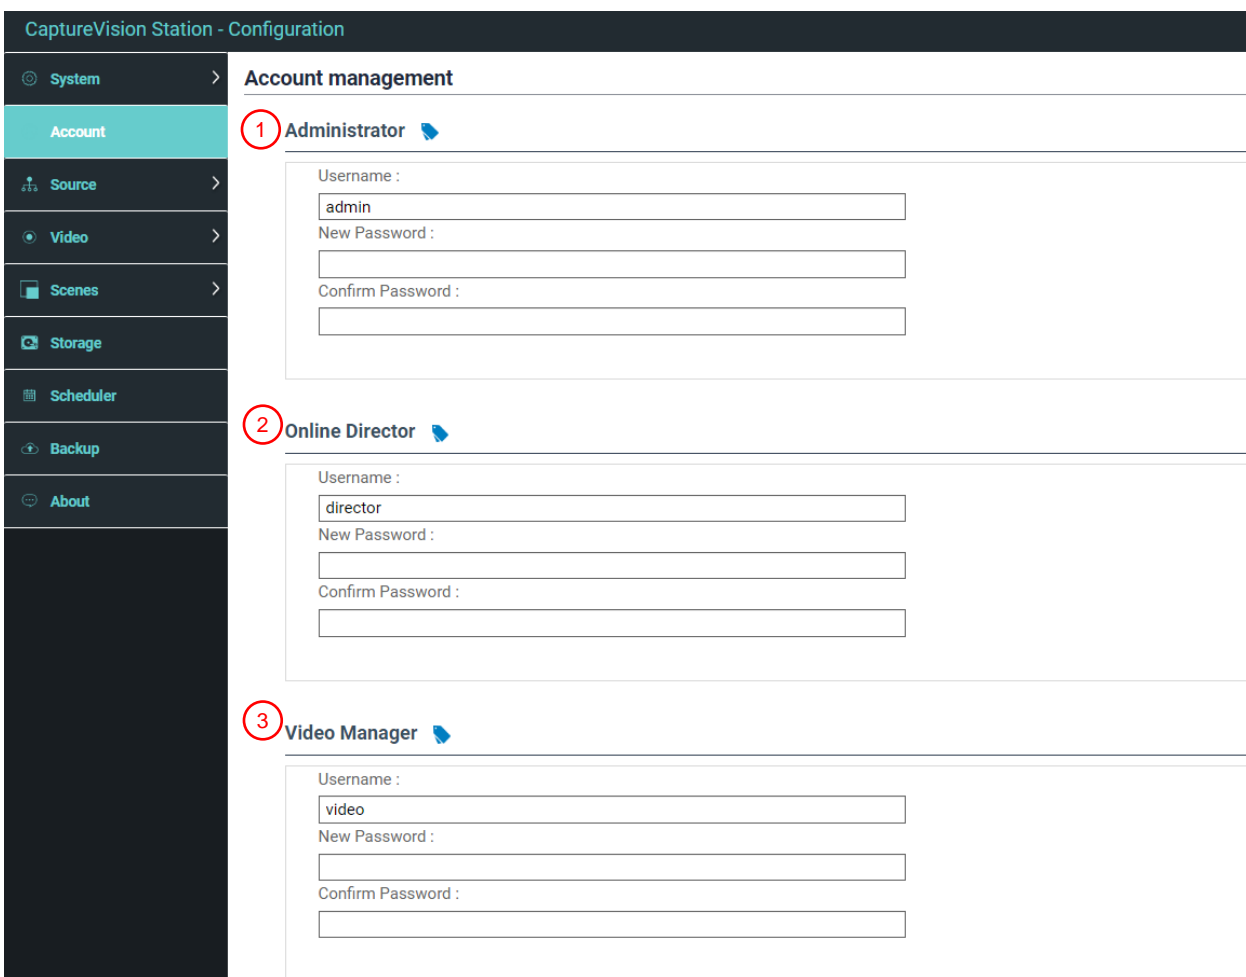 CaptureVision Station - Configuration
System
Account
Source
Video
Scenes
Storage
Scheduler
Backup
About
Account management
1 Administrator
Username :
admin
New Password :
Confirm Password :
2 Online Director
Username :
director
New Password :
Confirm Password :
3 Video Manager
Username :
video
New Password :
Confirm Password :